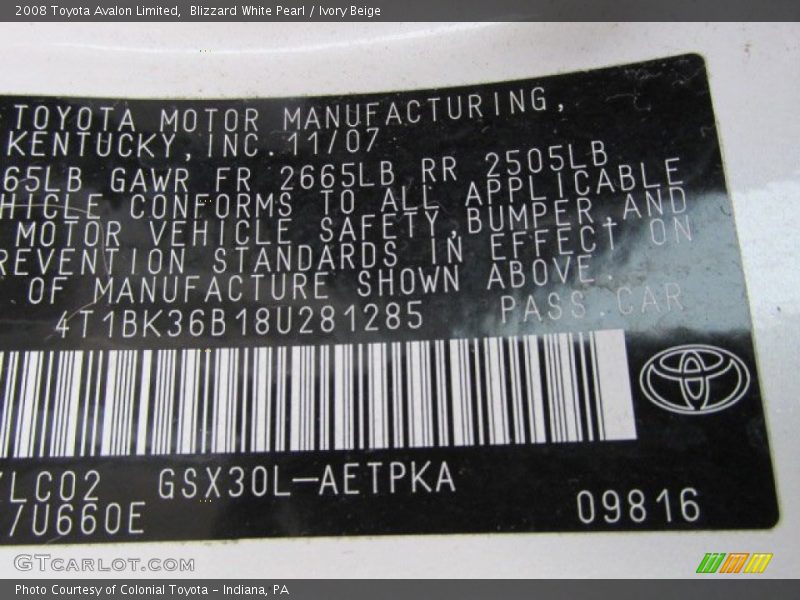 2008 Toyota Avalon Limited, Blizzard White Pearl / Ivory Beige
TOYOTA MOTOR MANUFACTURING,
KENTUCKY, INC. 11/07
65LB GAWR FR 2665LB RR 2505LB
HICLE CONFORMS TO ALL APPLICABLE
MOTOR VEHICLE SAFETY, BUMPER, AND
REVENTION STANDARDS IN EFFECT ON
OF MANUFACTURE SHOWN ABOVE.
4T1BK36B18U281285 PASS. CAR
LC02 GSX30L-AETPKA
/U660E 09816
GTcarlot.com
Photo Courtesy of Colonial Toyota - Indiana, PA